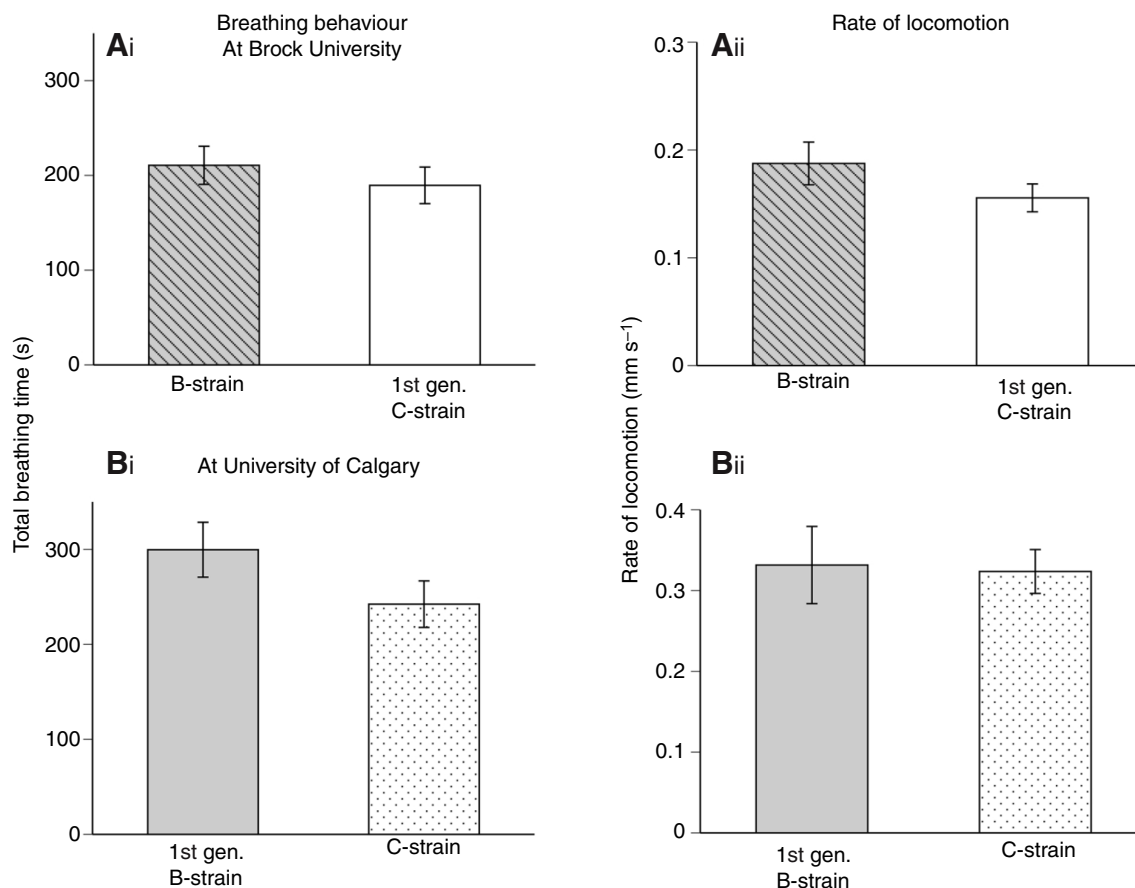 Breathing behaviour
At Brock University
Ai
300
200
100
0
B-strain
1st gen.
C-strain
Rate of locomotion
Aii
0.3
0.2
0.1
0
B-strain
1st gen.
C-strain
Total breathing time (s)
Rate of locomotion (mm s⁻¹)
Bi
At University of Calgary
300
200
100
0
1st gen.
B-strain
C-strain
Bii
0.4
0.3
0.2
0.1
0
1st gen.
B-strain
C-strain